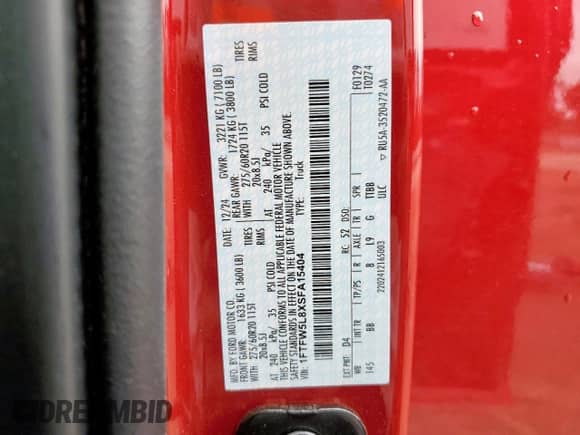 MFD. BY FORD MOTOR CO.
DATE: 12/24 GVWR: 3221 KG ( 7100 LB)
FRONT GAWR: 1633 KG ( 3600 LB) REAR GAWR: 1724 KG ( 3800 LB)
WITH 275/60R20 115T TIRES WITH 275/60R20 115T TIRES
20x8.5J RIMS 20x8.5J RIMS
AT 240 kPa/ 35 PSI COLD AT 240 kPa/ 35 PSI COLD
THIS VEHICLE CONFORMS TO ALL APPLICABLE FEDERAL MOTOR VEHICLE
SAFETY STANDARDS IN EFFECT ON THE DATE OF MANUFACTURE SHOWN ABOVE.
VIN: 1FTFW5L8XSFA15404 TYPE: Truck
F0129
T0274
EXT PNT: D4 RC: 52 DSO:
WB INT TR TP/PS R AXLE TR SPR
145 BB B L9 G TTBB
2202412165003 ULC
RU5A-3520472-AA
DREAMBID